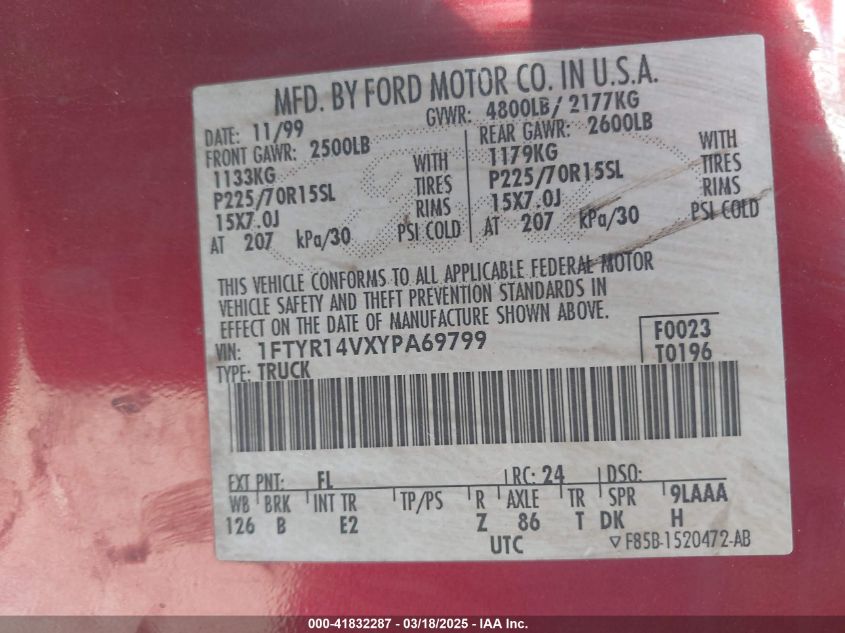 MFD. BY FORD MOTOR CO. IN U.S.A.
DATE: 11/99 GVWR: 4800LB/ 2177KG
FRONT GAWR: 2500LB REAR GAWR: 2600LB
1133KG WITH 1179KG WITH
P225/70R15SL TIRES P225/70R15SL TIRES
15X7.0J RIMS 15X7.0J RIMS
AT 207 kPa/30 PSI COLD AT 207 kPa/30 PSI COLD
THIS VEHICLE CONFORMS TO ALL APPLICABLE FEDERAL MOTOR
VEHICLE SAFETY AND THEFT PREVENTION STANDARDS IN
EFFECT ON THE DATE OF MANUFACTURE SHOWN ABOVE.
VIN: 1FTYR14VXYPA69799 F0023
TYPE: TRUCK T0196
EXT PNT: FL RC: 24 DSO:
WB BRK INT TR TP/PS R AXLE TR SPR 9LAAA
126 B E2 Z 86 T DK H
UTC ▽F85B-1520472-AB
000-41832287 - 03/18/2025 - IAA Inc.